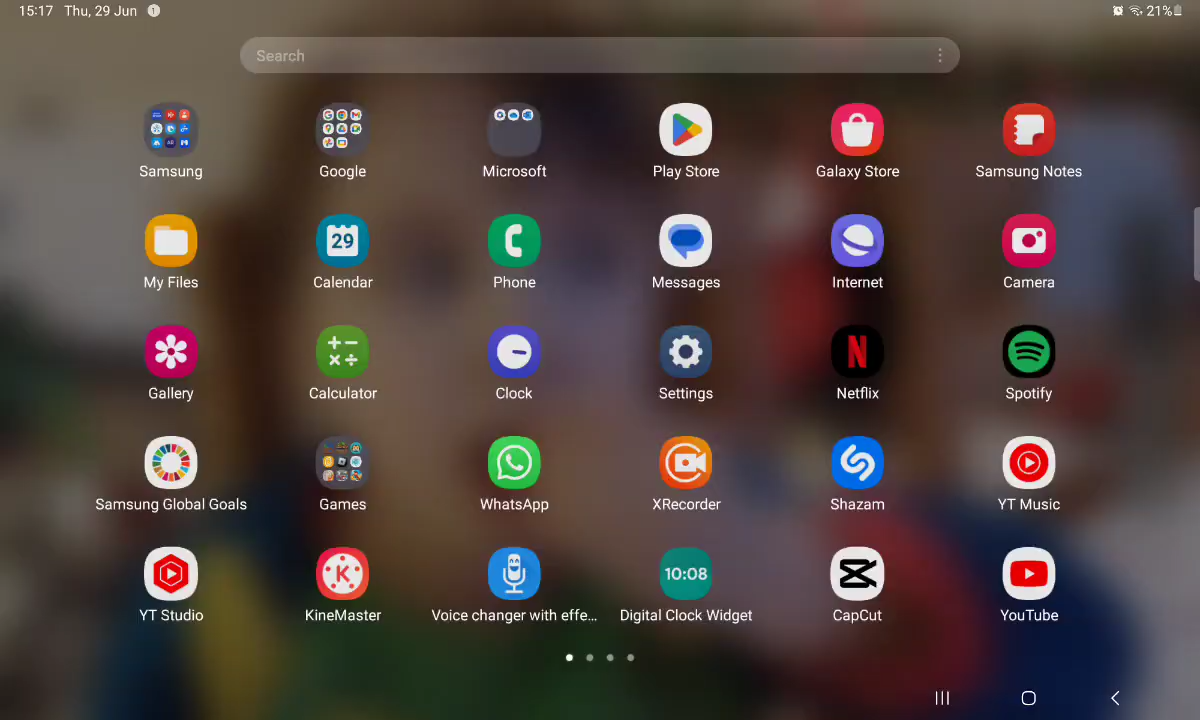 15:17 Thu, 29 Jun 1 21%
Search
Samsung Google Microsoft Play Store Galaxy Store Samsung Notes
29
My Files Calendar Phone Messages Internet Camera
N
Gallery Calculator Clock Settings Netflix Spotify
Samsung Global Goals Games WhatsApp XRecorder Shazam YT Music
K 10:08
YT Studio KineMaster Voice changer with effe... Digital Clock Widget CapCut YouTube